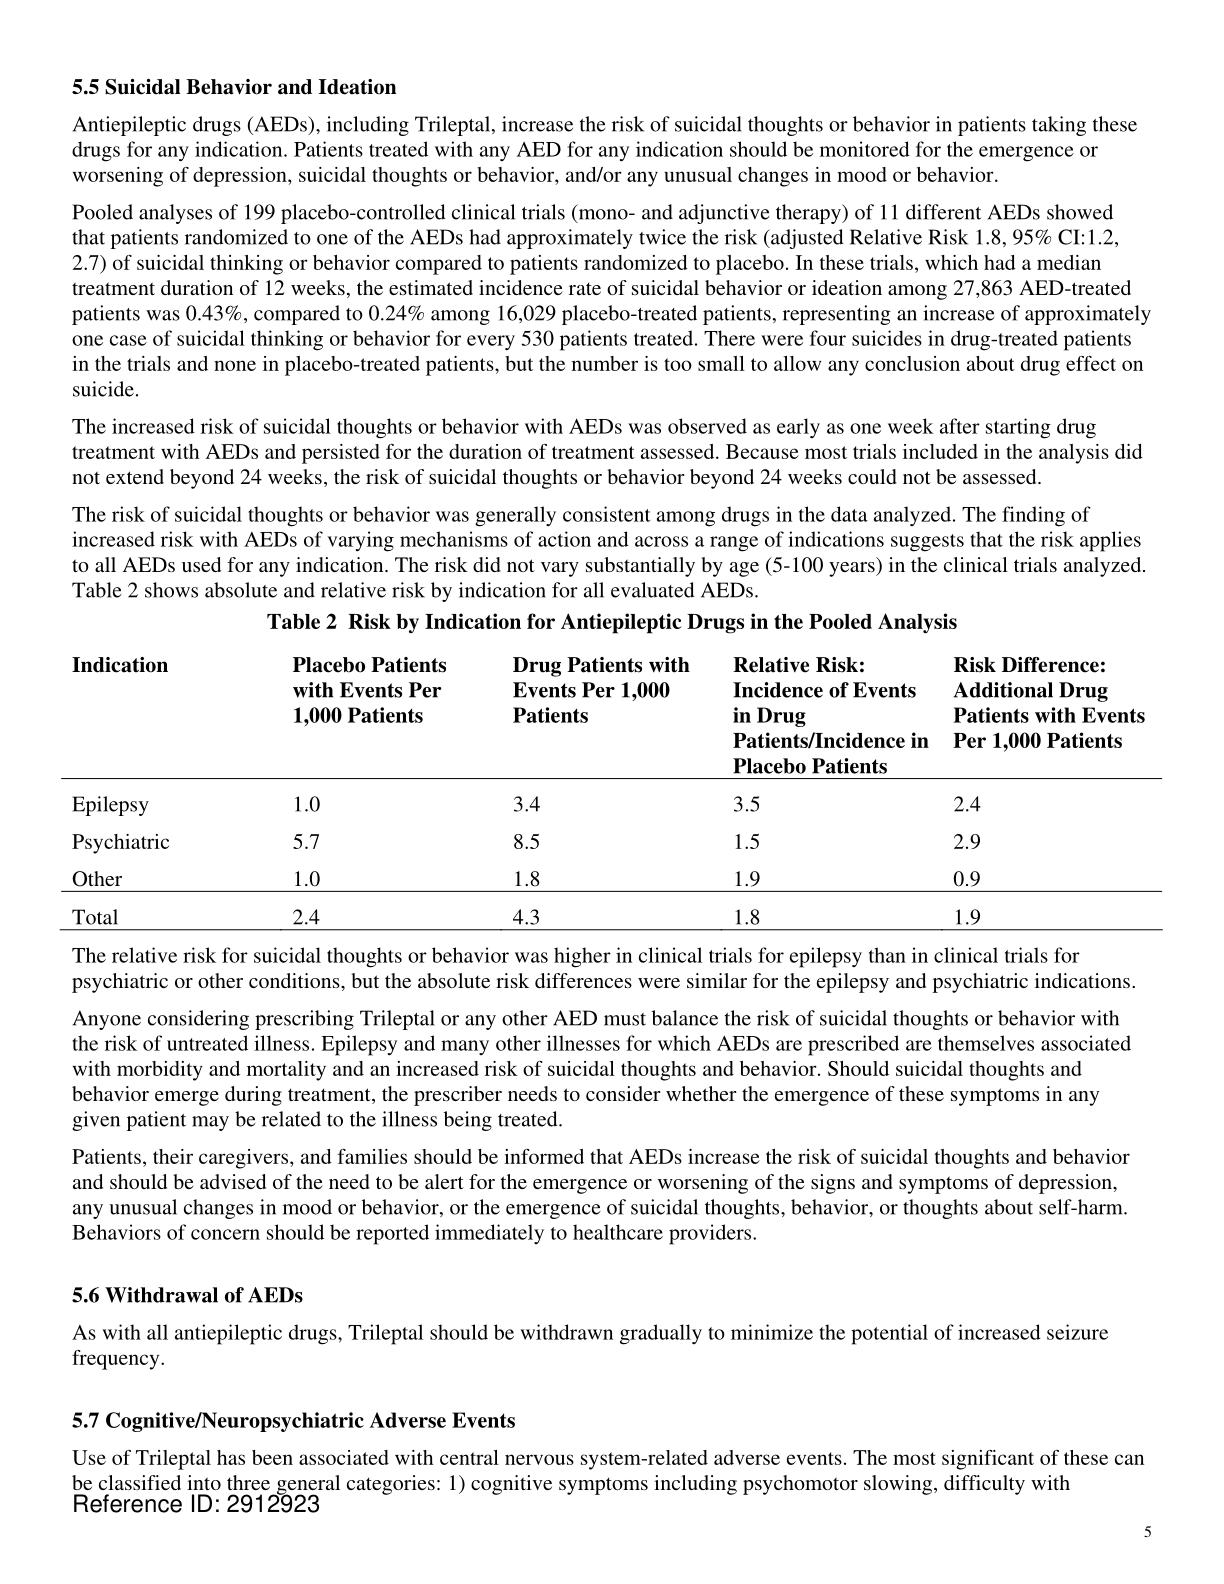 5.5 Suicidal Behavior and Ideation
Antiepileptic drugs (AEDs), including Trileptal, increase the risk of suicidal thoughts or behavior in patients taking these
drugs for any indication. Patients treated with any AED for any indication should be monitored for the emergence or
worsening of depression, suicidal thoughts or behavior, and/or any unusual changes in mood or behavior.
Pooled analyses of 199 placebo-controlled clinical trials (mono- and adjunctive therapy) of 11 different AEDs showed
that patients randomized to one of the AEDs had approximately twice the risk (adjusted Relative Risk 1.8, 95% CI:1.2,
2.7) of suicidal thinking or behavior compared to patients randomized to placebo. In these trials, which had a median
treatment duration of 12 weeks, the estimated incidence rate of suicidal behavior or ideation among 27,863 AED-treated
patients was 0.43%, compared to 0.24% among 16,029 placebo-treated patients, representing an increase of approximately
one case of suicidal thinking or behavior for every 530 patients treated. There were four suicides in drug-treated patients
in the trials and none in placebo-treated patients, but the number is too small to allow any conclusion about drug effect on
suicide.
The increased risk of suicidal thoughts or behavior with AEDs was observed as early as one week after starting drug
treatment with AEDs and persisted for the duration of treatment assessed. Because most trials included in the analysis did
not extend beyond 24 weeks, the risk of suicidal thoughts or behavior beyond 24 weeks could not be assessed.
The risk of suicidal thoughts or behavior was generally consistent among drugs in the data analyzed. The finding of
increased risk with AEDs of varying mechanisms of action and across a range of indications suggests that the risk applies
to all AEDs used for any indication. The risk did not vary substantially by age (5-100 years) in the clinical trials analyzed.
Table 2 shows absolute and relative risk by indication for all evaluated AEDs.
Table 2 Risk by Indication for Antiepileptic Drugs in the Pooled Analysis
Indication Placebo Patients Drug Patients with Relative Risk: Risk Difference:
with Events Per Events Per 1,000 Incidence of Events Additional Drug
1,000 Patients Patients in Drug Patients with Events
Patients/Incidence in Per 1,000 Patients
Placebo Patients
Epilepsy 1.0 3.4 3.5 2.4
Psychiatric 5.7 8.5 1.5 2.9
Other 1.0 1.8 1.9 0.9
Total 2.4 4.3 1.8 1.9
The relative risk for suicidal thoughts or behavior was higher in clinical trials for epilepsy than in clinical trials for
psychiatric or other conditions, but the absolute risk differences were similar for the epilepsy and psychiatric indications.
Anyone considering prescribing Trileptal or any other AED must balance the risk of suicidal thoughts or behavior with
the risk of untreated illness. Epilepsy and many other illnesses for which AEDs are prescribed are themselves associated
with morbidity and mortality and an increased risk of suicidal thoughts and behavior. Should suicidal thoughts and
behavior emerge during treatment, the prescriber needs to consider whether the emergence of these symptoms in any
given patient may be related to the illness being treated.
Patients, their caregivers, and families should be informed that AEDs increase the risk of suicidal thoughts and behavior
and should be advised of the need to be alert for the emergence or worsening of the signs and symptoms of depression,
any unusual changes in mood or behavior, or the emergence of suicidal thoughts, behavior, or thoughts about self-harm.
Behaviors of concern should be reported immediately to healthcare providers.
5.6 Withdrawal of AEDs
As with all antiepileptic drugs, Trileptal should be withdrawn gradually to minimize the potential of increased seizure
frequency.
5.7 Cognitive/Neuropsychiatric Adverse Events
Use of Trileptal has been associated with central nervous system-related adverse events. The most significant of these can
be classified into three general categories: 1) cognitive symptoms including psychomotor slowing, difficulty with
Reference ID: 2912923
5